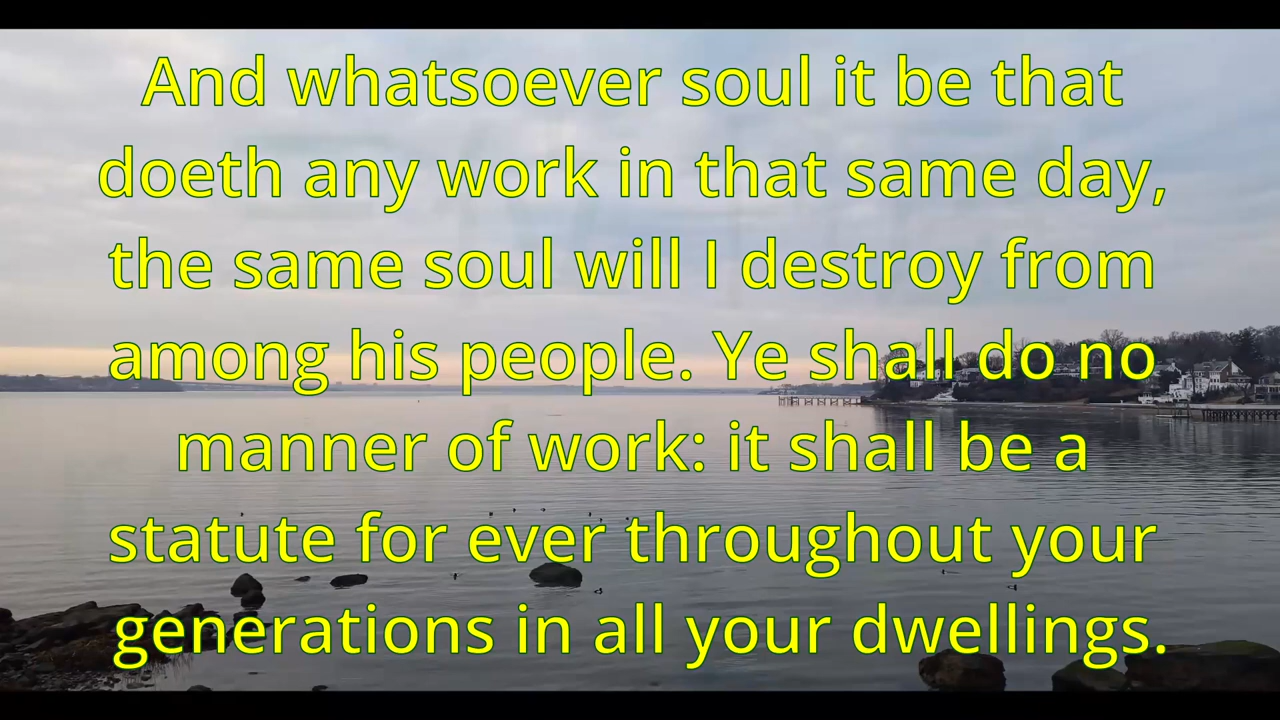 And whatsoever soul it be that
doeth any work in that same day,
the same soul will I destroy from
among his people. Ye shall do no
manner of work: it shall be a
statute for ever throughout your
generations in all your dwellings.